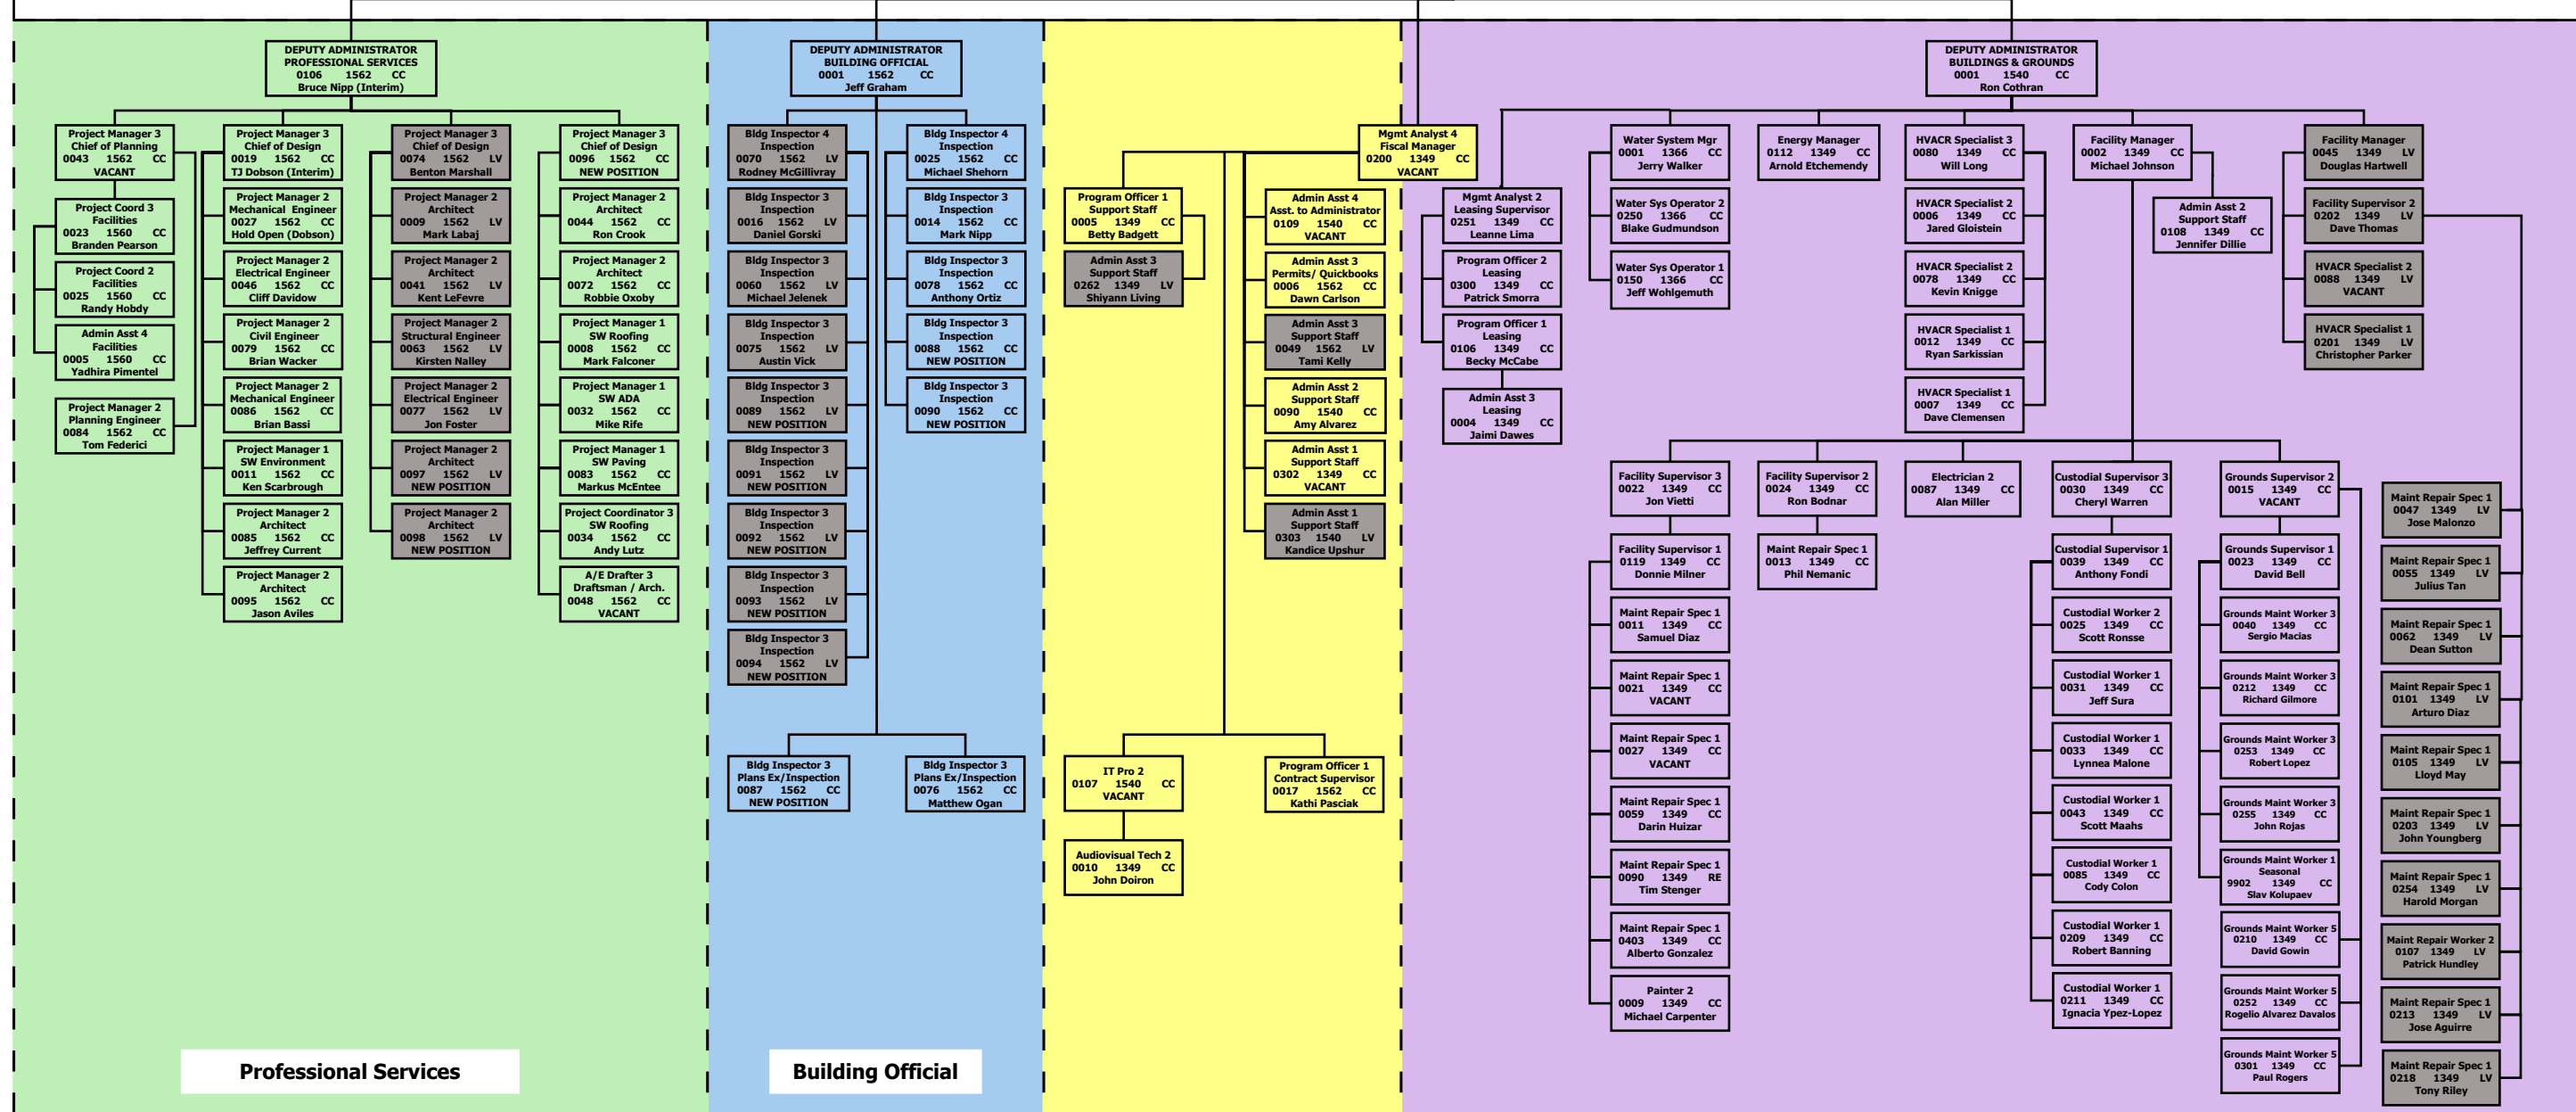 DEPUTY ADMINISTRATOR
PROFESSIONAL SERVICES
0106 1562 CC
Bruce Nipp (Interim)
Project Manager 3
Chief of Planning
0043 1562 CC
VACANT
Project Coord 3
Facilities
0023 1560 CC
Branden Pearson
Project Coord 2
Facilities
0025 1560 CC
Randy Hobdy
Admin Asst 4
Facilities
0005 1560 CC
Yadhira Pimentel
Project Manager 2
Planning Engineer
0084 1562 CC
Tom Federici
Project Manager 3
Chief of Design
0019 1562 CC
TJ Dobson (Interim)
Project Manager 2
Mechanical Engineer
0027 1562 CC
Hold Open (Dobson)
Project Manager 2
Electrical Engineer
0046 1562 CC
Cliff Davidow
Project Manager 2
Civil Engineer
0079 1562 CC
Brian Wacker
Project Manager 2
Mechanical Engineer
0086 1562 CC
Brian Bassi
Project Manager 1
SW Environment
0011 1562 CC
Ken Scarbrough
Project Manager 2
Architect
0085 1562 CC
Jeffrey Current
Project Manager 2
Architect
0095 1562 CC
Jason Aviles
Project Manager 3
Chief of Design
0074 1562 LV
Benton Marshall
Project Manager 2
Architect
0009 1562 LV
Mark Labaj
Project Manager 2
Architect
0041 1562 LV
Kent LeFevre
Project Manager 2
Structural Engineer
0063 1562 LV
Kirsten Nalley
Project Manager 2
Electrical Engineer
0077 1562 LV
Jon Foster
Project Manager 2
Architect
0097 1562 LV
NEW POSITION
Project Manager 2
Architect
0098 1562 LV
NEW POSITION
Project Manager 3
Chief of Design
0096 1562 CC
NEW POSITION
Project Manager 2
Architect
0044 1562 CC
Ron Crook
Project Manager 2
Architect
0072 1562 CC
Robbie Oxoby
Project Manager 1
SW Roofing
0008 1562 CC
Mark Falconer
Project Manager 1
SW ADA
0032 1562 CC
Mike Rife
Project Manager 1
SW Paving
0083 1562 CC
Markus McEntee
Project Coordinator 3
SW Roofing
0034 1562 CC
Andy Lutz
A/E Drafter 3
Draftsman / Arch.
0048 1562 CC
VACANT
Professional Services
DEPUTY ADMINISTRATOR
BUILDING OFFICIAL
0001 1562 CC
Jeff Graham
Bldg Inspector 4
Inspection
0070 1562 LV
Rodney McGillivray
Bldg Inspector 3
Inspection
0016 1562 LV
Daniel Gorski
Bldg Inspector 3
Inspection
0060 1562 LV
Michael Jelenek
Bldg Inspector 3
Inspection
0075 1562 LV
Austin Vick
Bldg Inspector 3
Inspection
0089 1562 LV
NEW POSITION
Bldg Inspector 3
Inspection
0091 1562 LV
NEW POSITION
Bldg Inspector 3
Inspection
0092 1562 LV
NEW POSITION
Bldg Inspector 3
Inspection
0093 1562 LV
NEW POSITION
Bldg Inspector 3
Inspection
0094 1562 LV
NEW POSITION
Bldg Inspector 4
Inspection
0025 1562 CC
Michael Shehorn
Bldg Inspector 3
Inspection
0014 1562 CC
Mark Nipp
Bldg Inspector 3
Inspection
0078 1562 CC
Anthony Ortiz
Bldg Inspector 3
Inspection
0088 1562 CC
NEW POSITION
Bldg Inspector 3
Inspection
0090 1562 CC
NEW POSITION
Bldg Inspector 3
Plans Ex/Inspection
0087 1562 CC
NEW POSITION
Bldg Inspector 3
Plans Ex/Inspection
0076 1562 CC
Matthew Ogan
Building Official
Mgmt Analyst 4
Fiscal Manager
0200 1349 CC
VACANT
Program Officer 1
Support Staff
0005 1349 CC
Betty Badgett
Admin Asst 3
Support Staff
0262 1349 LV
Shiyann Living
Admin Asst 4
Asst. to Administrator
0109 1540 CC
VACANT
Admin Asst 3
Permits/ Quickbooks
0006 1562 CC
Dawn Carlson
Admin Asst 3
Support Staff
0049 1562 LV
Tami Kelly
Admin Asst 2
Support Staff
0090 1540 CC
Amy Alvarez
Admin Asst 1
Support Staff
0302 1349 CC
VACANT
Admin Asst 1
Support Staff
0303 1540 LV
Kandice Upshur
IT Pro 2
0107 1540 CC
VACANT
Audiovisual Tech 2
0010 1349 CC
John Doiron
Program Officer 1
Contract Supervisor
0017 1562 CC
Kathi Pasciak
DEPUTY ADMINISTRATOR
BUILDINGS & GROUNDS
0001 1540 CC
Ron Cothran
Mgmt Analyst 2
Leasing Supervisor
0251 1349 CC
Leanne Lima
Program Officer 2
Leasing
0300 1349 CC
Patrick Smorra
Program Officer 1
Leasing
0106 1349 CC
Becky McCabe
Admin Asst 3
Leasing
0004 1349 CC
Jaimi Dawes
Water System Mgr
0001 1366 CC
Jerry Walker
Water Sys Operator 2
0250 1366 CC
Blake Gudmundson
Water Sys Operator 1
0150 1366 CC
Jeff Wohlgemuth
Energy Manager
0112 1349 CC
Arnold Etchemendy
HVACR Specialist 3
0080 1349 CC
Will Long
HVACR Specialist 2
0006 1349 CC
Jared Gloistein
HVACR Specialist 2
0078 1349 CC
Kevin Knigge
HVACR Specialist 1
0012 1349 CC
Ryan Sarkissian
HVACR Specialist 1
0007 1349 CC
Dave Clemensen
Facility Manager
0002 1349 CC
Michael Johnson
Admin Asst 2
Support Staff
0108 1349 CC
Jennifer Dillie
Facility Manager
0045 1349 LV
Douglas Hartwell
Facility Supervisor 2
0202 1349 LV
Dave Thomas
HVACR Specialist 2
0088 1349 LV
VACANT
HVACR Specialist 1
0201 1349 LV
Christopher Parker
Facility Supervisor 3
0022 1349 CC
Jon Vietti
Facility Supervisor 1
0119 1349 CC
Donnie Milner
Maint Repair Spec 1
0011 1349 CC
Samuel Diaz
Maint Repair Spec 1
0021 1349 CC
VACANT
Maint Repair Spec 1
0027 1349 CC
VACANT
Maint Repair Spec 1
0059 1349 CC
Darin Huizar
Maint Repair Spec 1
0090 1349 RE
Tim Stenger
Maint Repair Spec 1
0403 1349 CC
Alberto Gonzalez
Painter 2
0009 1349 CC
Michael Carpenter
Facility Supervisor 2
0024 1349 CC
Ron Bodnar
Maint Repair Spec 1
0013 1349 CC
Phil Nemanic
Electrician 2
0087 1349 CC
Alan Miller
Custodial Supervisor 3
0030 1349 CC
Cheryl Warren
Custodial Supervisor 1
0039 1349 CC
Anthony Fondi
Custodial Worker 2
0025 1349 CC
Scott Ronsse
Custodial Worker 1
0031 1349 CC
Jeff Sura
Custodial Worker 1
0033 1349 CC
Lynnea Malone
Custodial Worker 1
0043 1349 CC
Scott Maahs
Custodial Worker 1
0085 1349 CC
Cody Colon
Custodial Worker 1
0209 1349 CC
Robert Banning
Custodial Worker 1
0211 1349 CC
Ignacia Ypez-Lopez
Grounds Supervisor 2
0015 1349 CC
VACANT
Grounds Supervisor 1
0023 1349 CC
David Bell
Grounds Maint Worker 3
0040 1349 CC
Sergio Macias
Grounds Maint Worker 3
0212 1349 CC
Richard Gilmore
Grounds Maint Worker 3
0253 1349 CC
Robert Lopez
Grounds Maint Worker 3
0255 1349 CC
John Rojas
Grounds Maint Worker 1
Seasonal
9902 1349 CC
Slav Kolupaev
Grounds Maint Worker 5
0210 1349 CC
David Gowin
Grounds Maint Worker 5
0252 1349 CC
Rogelio Alvarez Davalos
Grounds Maint Worker 5
0301 1349 CC
Paul Rogers
Maint Repair Spec 1
0047 1349 LV
Jose Malonzo
Maint Repair Spec 1
0055 1349 LV
Julius Tan
Maint Repair Spec 1
0062 1349 LV
Dean Sutton
Maint Repair Spec 1
0101 1349 LV
Arturo Diaz
Maint Repair Spec 1
0105 1349 LV
Lloyd May
Maint Repair Spec 1
0203 1349 LV
John Youngberg
Maint Repair Spec 1
0254 1349 LV
Harold Morgan
Maint Repair Worker 2
0107 1349 LV
Patrick Hundley
Maint Repair Spec 1
0213 1349 LV
Jose Aguirre
Maint Repair Spec 1
0218 1349 LV
Tony Riley